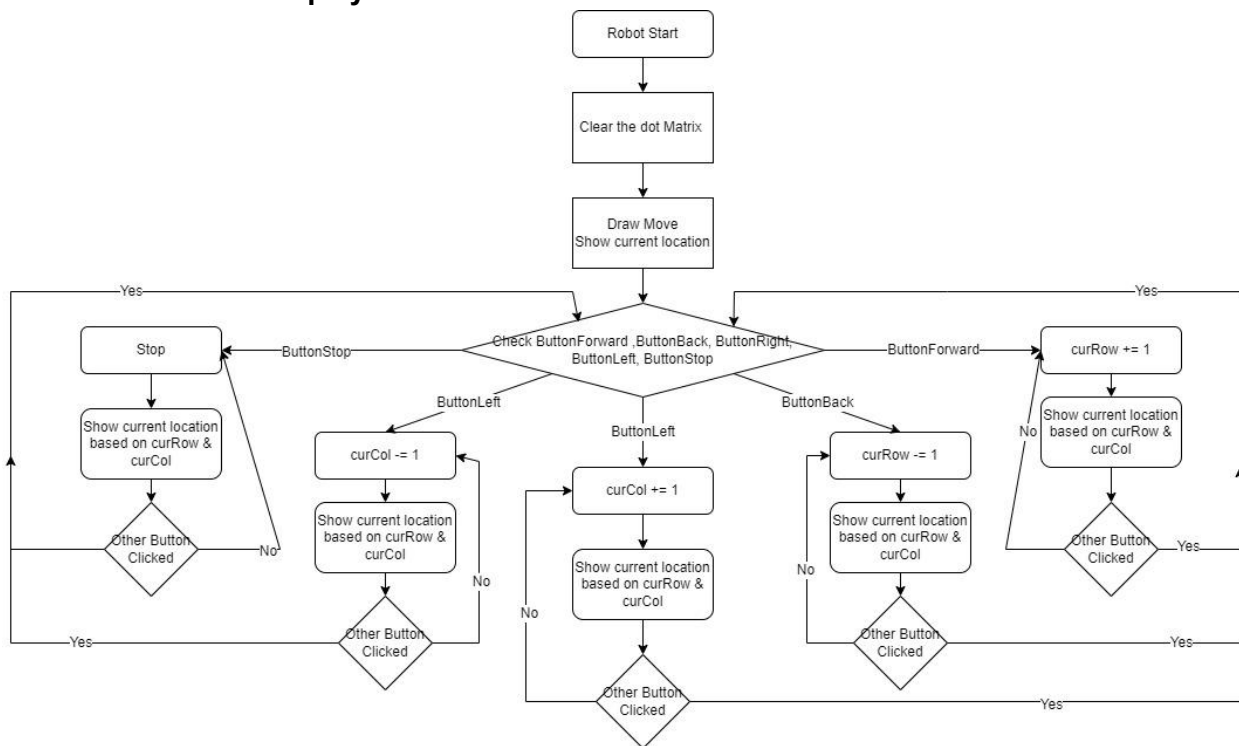 play
Robot Start
Clear the dot Matrix
Draw Move
Show current location
Yes
Yes
Check ButtonForward ,ButtonBack, ButtonRight,
ButtonLeft, ButtonStop
ButtonStop
ButtonForward
ButtonLeft
ButtonLeft
ButtonBack
Stop
Show current location
based on curRow &
curCol
Other Button
Clicked
No
curCol -= 1
Show current location
based on curRow &
curCol
Other Button
Clicked
No
Yes
curCol += 1
Show current location
based on curRow &
curCol
Other Button
Clicked
No
Yes
curRow -= 1
Show current location
based on curRow &
curCol
Other Button
Clicked
No
Yes
curRow += 1
Show current location
based on curRow &
curCol
Other Button
Clicked
No
Yes